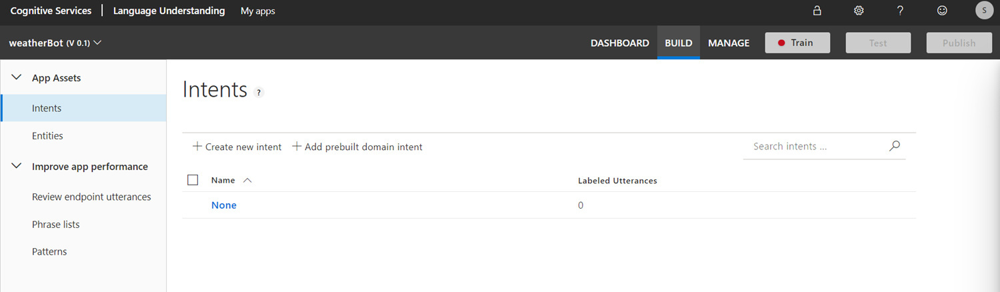 Cognitive Services Language Understanding My apps ? S
weatherBot (V 0.1) DASHBOARD BUILD MANAGE Train Test Publish
App Assets
Intents
Entities
Improve app performance
Review endpoint utterances
Phrase lists
Patterns
Intents ?
+ Create new intent + Add prebuilt domain intent Search intents ...
Name Labeled Utterances
None 0